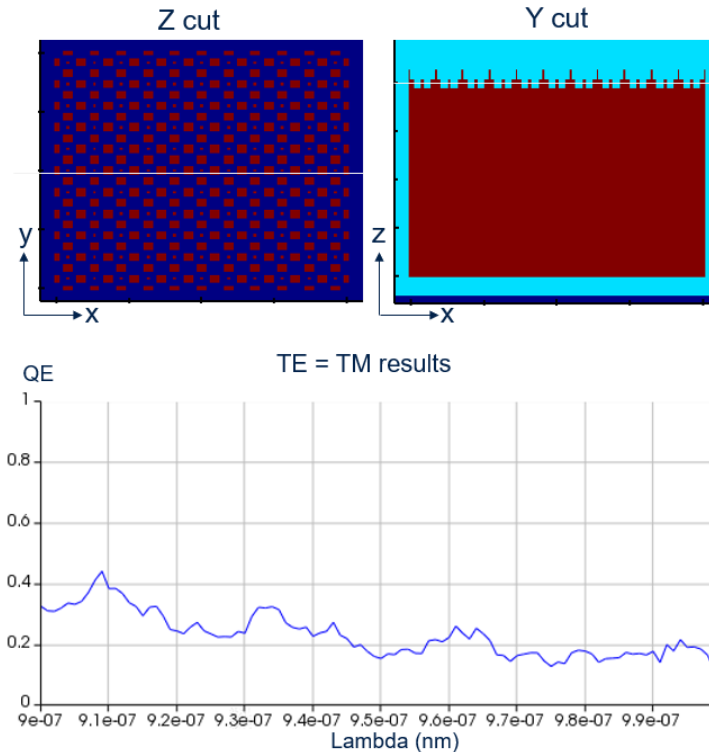 Z cut
Y cut
y
x
z
x
TE = TM results
QE
1
0.8
0.6
0.4
0.2
0
9e-07 9.1e-07 9.2e-07 9.3e-07 9.4e-07 9.5e-07 9.6e-07 9.7e-07 9.8e-07 9.9e-07
Lambda (nm)